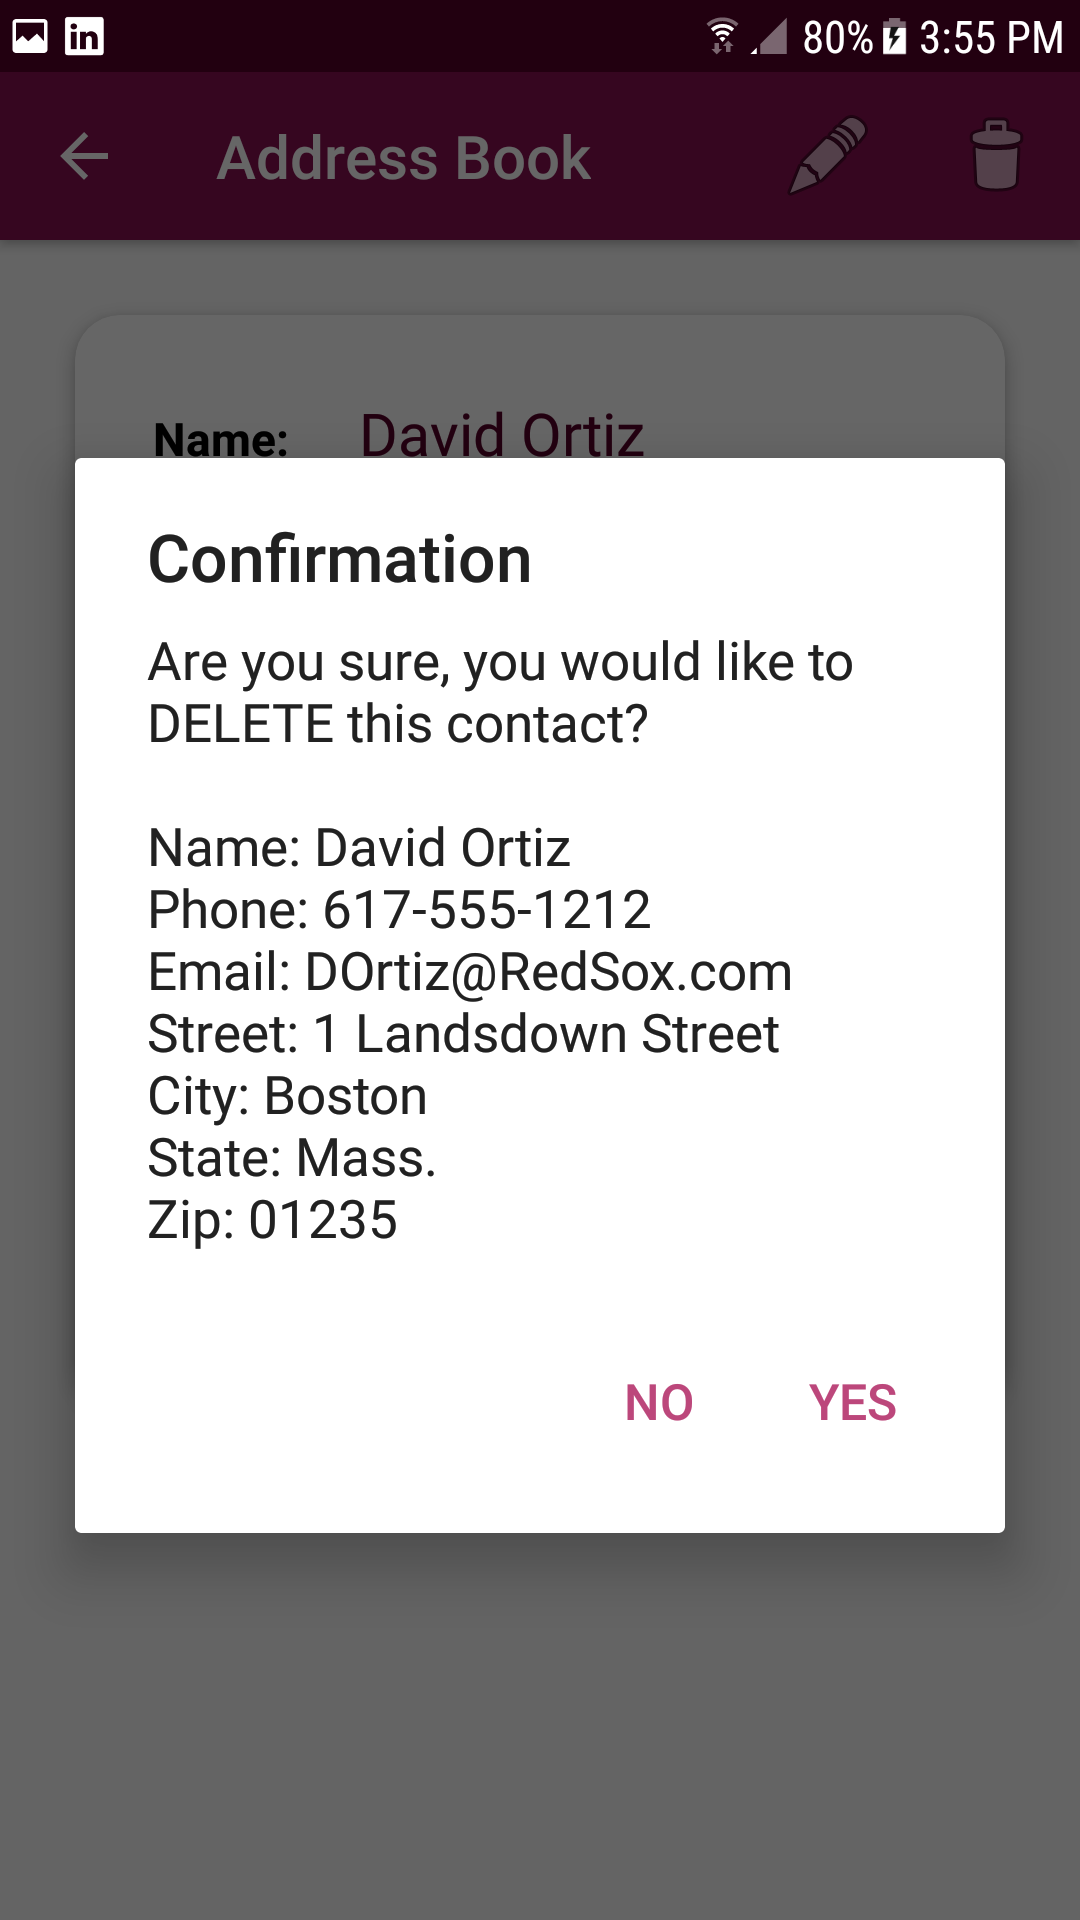 in 80% 3:55 PM
Address Book
Name: David Ortiz
Confirmation
Are you sure, you would like to
DELETE this contact?
Name: David Ortiz
Phone: 617-555-1212
Email: DOrtiz@RedSox.com
Street: 1 Landsdown Street
City: Boston
State: Mass.
Zip: 01235
NO YES